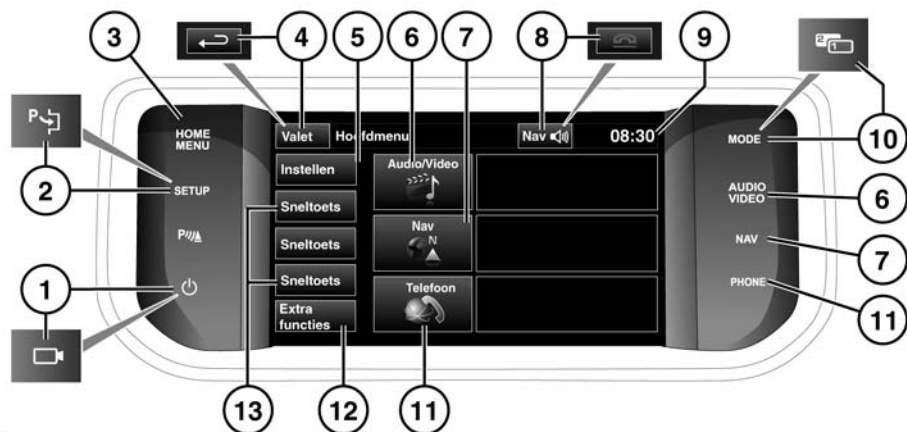 3
4
5
6
7
8
9
2
1
P
HOME
MENU
Valet
Hoofdmenu
Nav
08:30
MODE
10
2
SETUP
Instellen
Audio/Video
Sneltoets
AUDIO
VIDEO
6
P
Sneltoets
Nav
N
NAV
7
1
Sneltoets
Telefoon
PHONE
11
Extra
functies
13
12
11